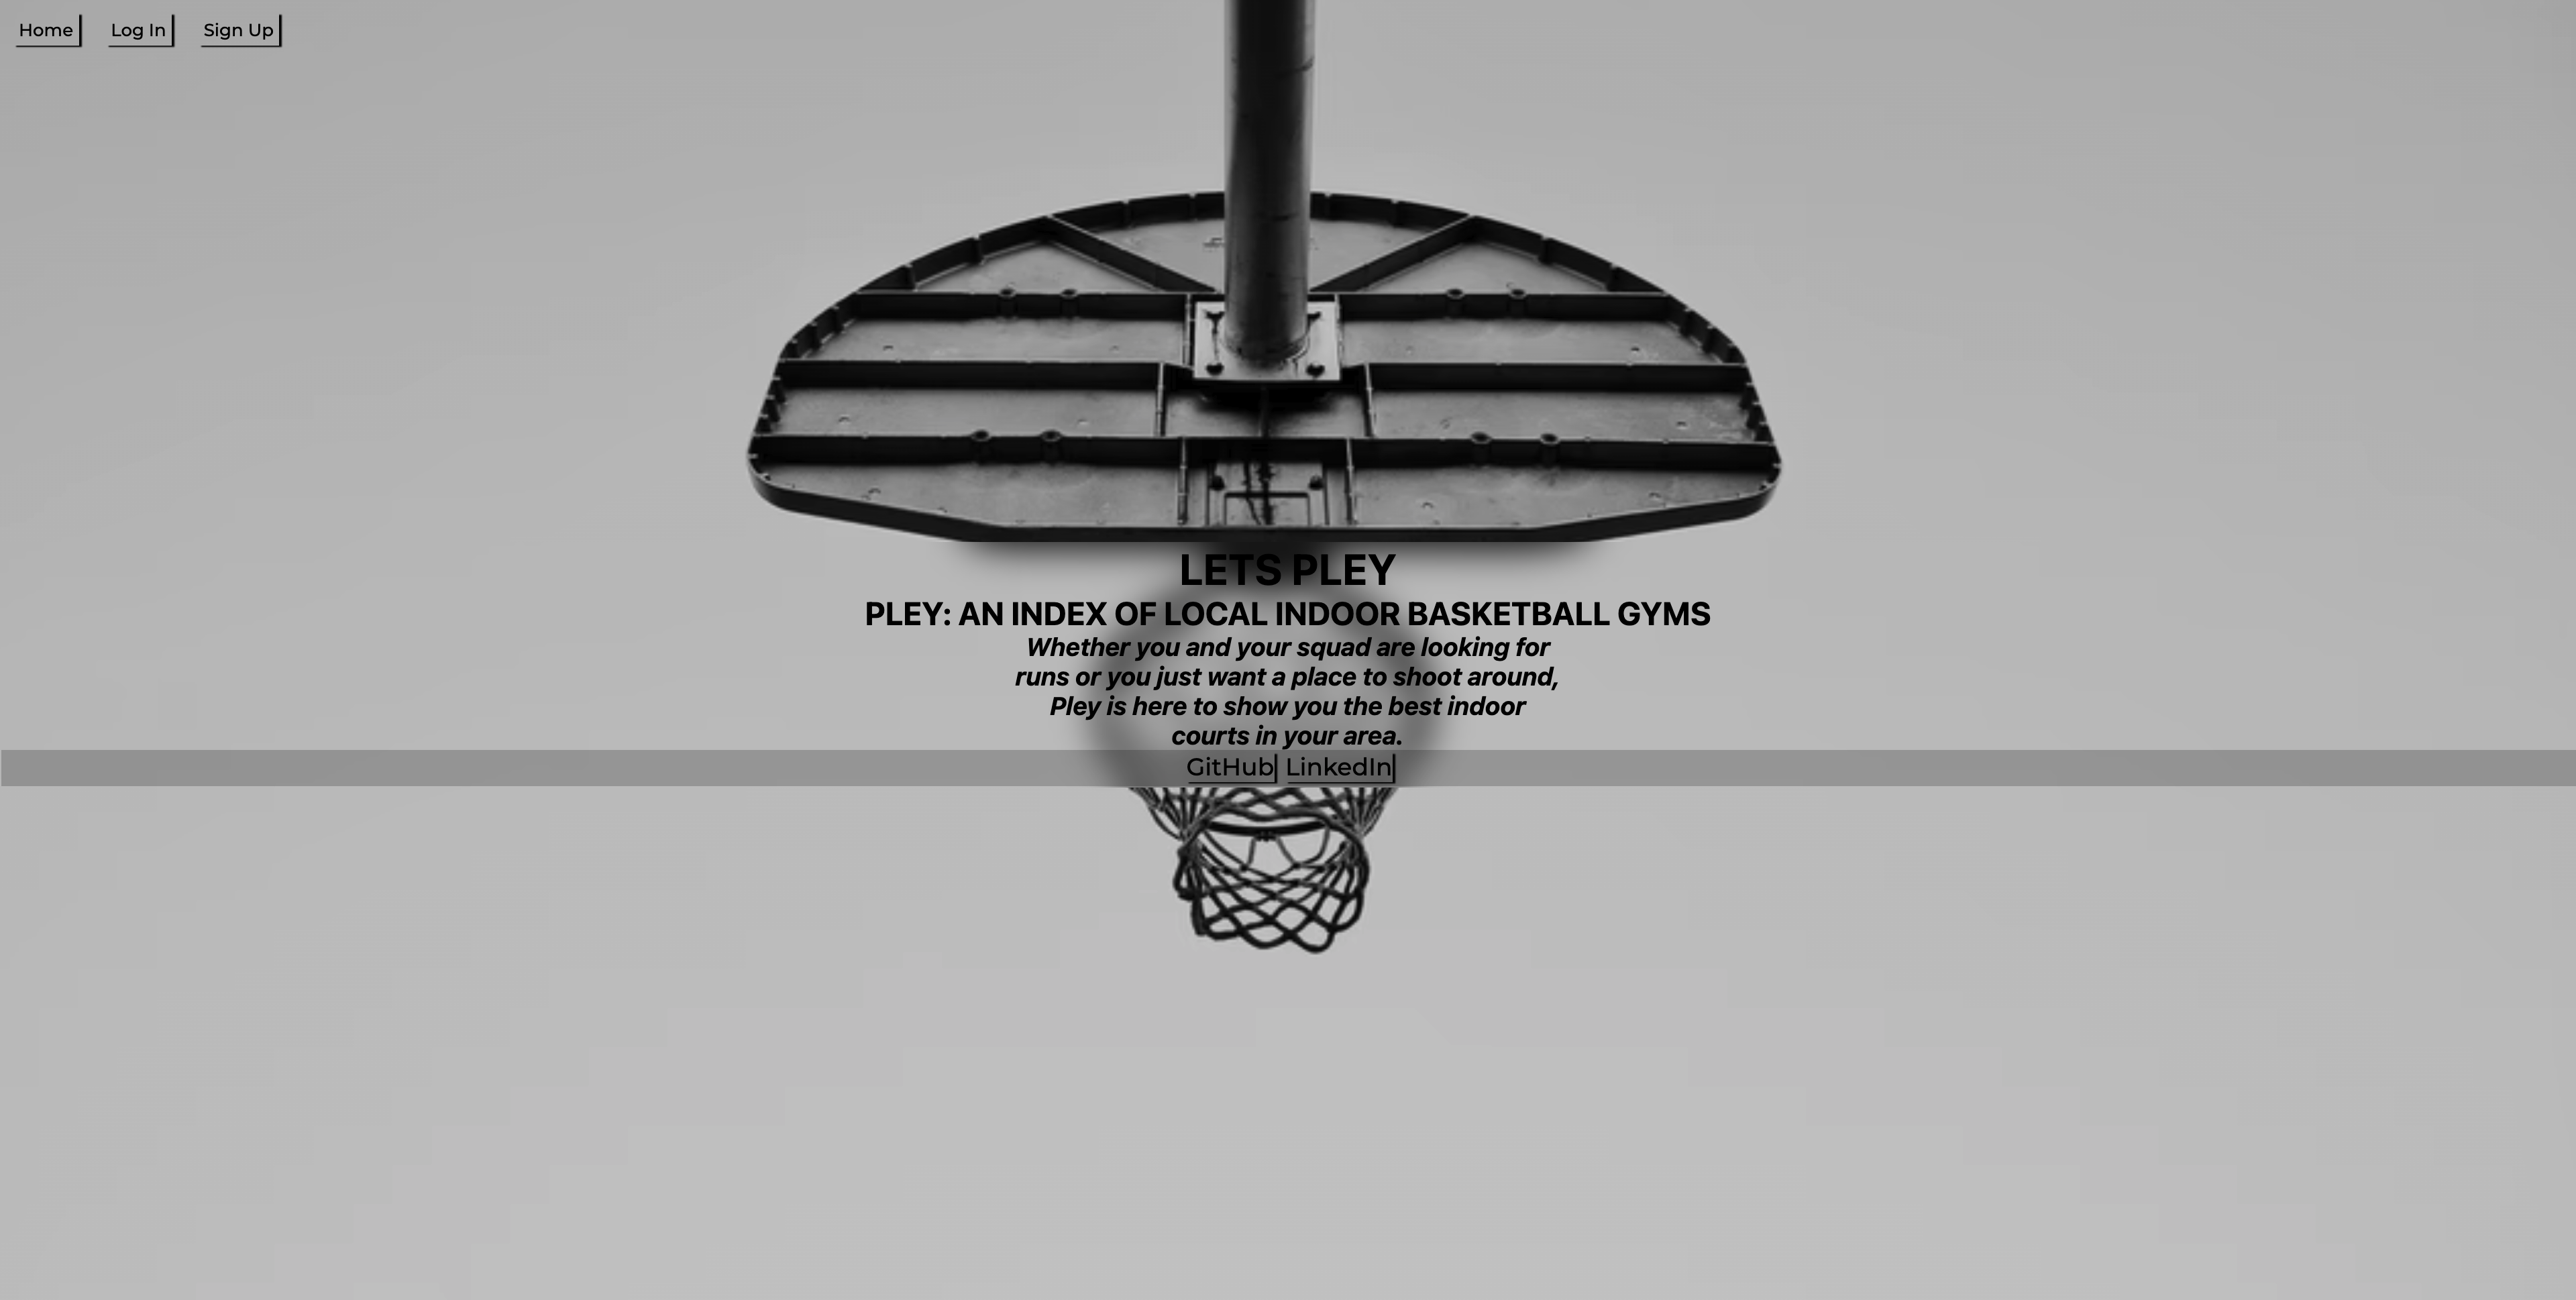 Home Log In Sign Up
LETS PLEY
PLEY: AN INDEX OF LOCAL INDOOR BASKETBALL GYMS
Whether you and your squad are looking for
runs or you just want a place to shoot around,
Pley is here to show you the best indoor
courts in your area.
GitHub LinkedIn